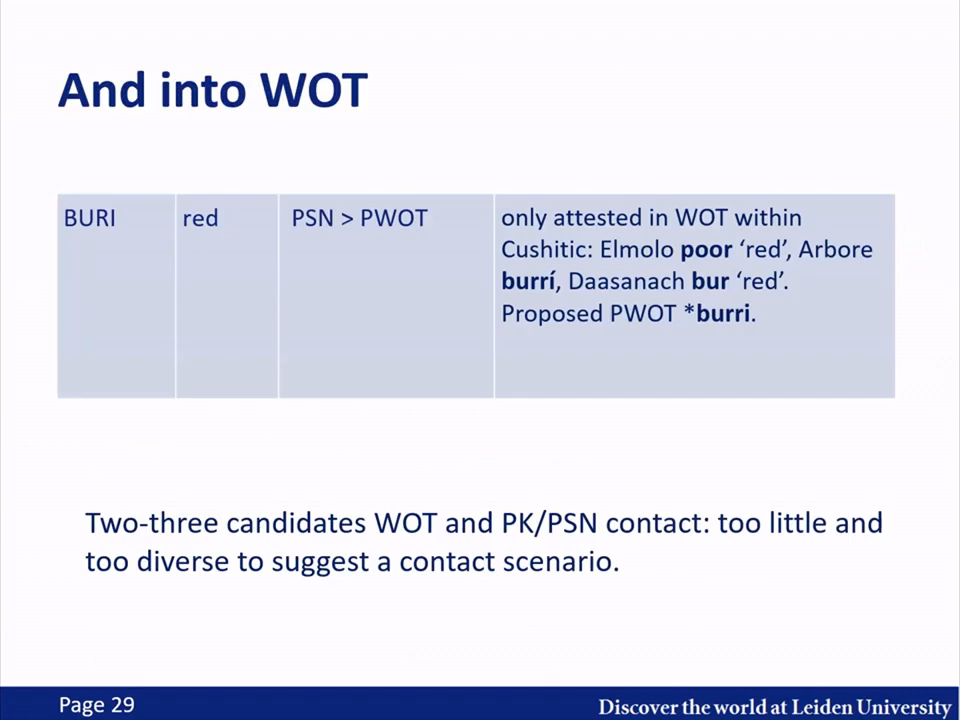 And into WOT
BURI
red
PSN > PWOT
only attested in WOT within
Cushitic: Elmolo poor ‘red’, Arbore
burrí, Daasanach bur ‘red’.
Proposed PWOT *burri.
Two-three candidates WOT and PK/PSN contact: too little and
too diverse to suggest a contact scenario.
Page 29
Discover the world at Leiden University